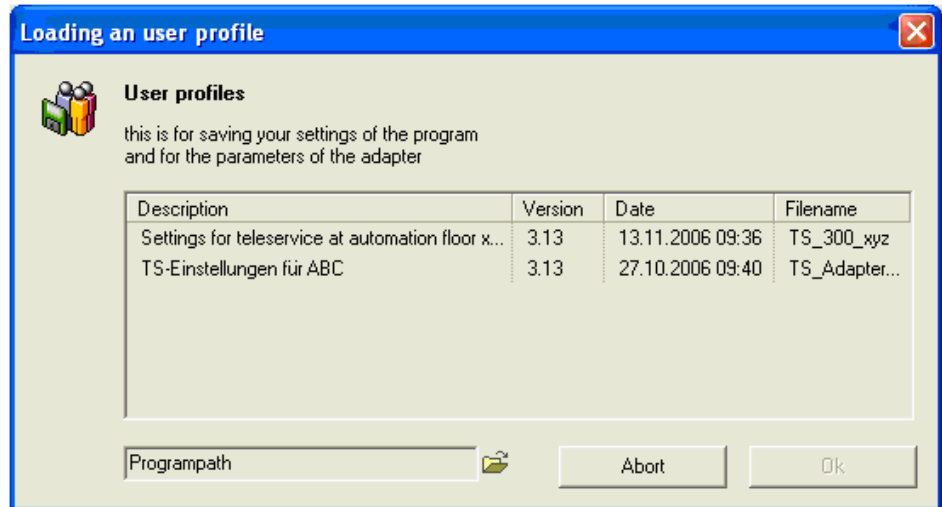 Loading an user profile
User profiles
this is for saving your settings of the program
and for the parameters of the adapter
Description Version Date Filename
Settings for teleservice at automation floor x... 3.13 13.11.2006 09:36 TS_300_xyz
TS-Einstellungen für ABC 3.13 27.10.2006 09:40 TS_Adapter...
Programpath Abort Ok